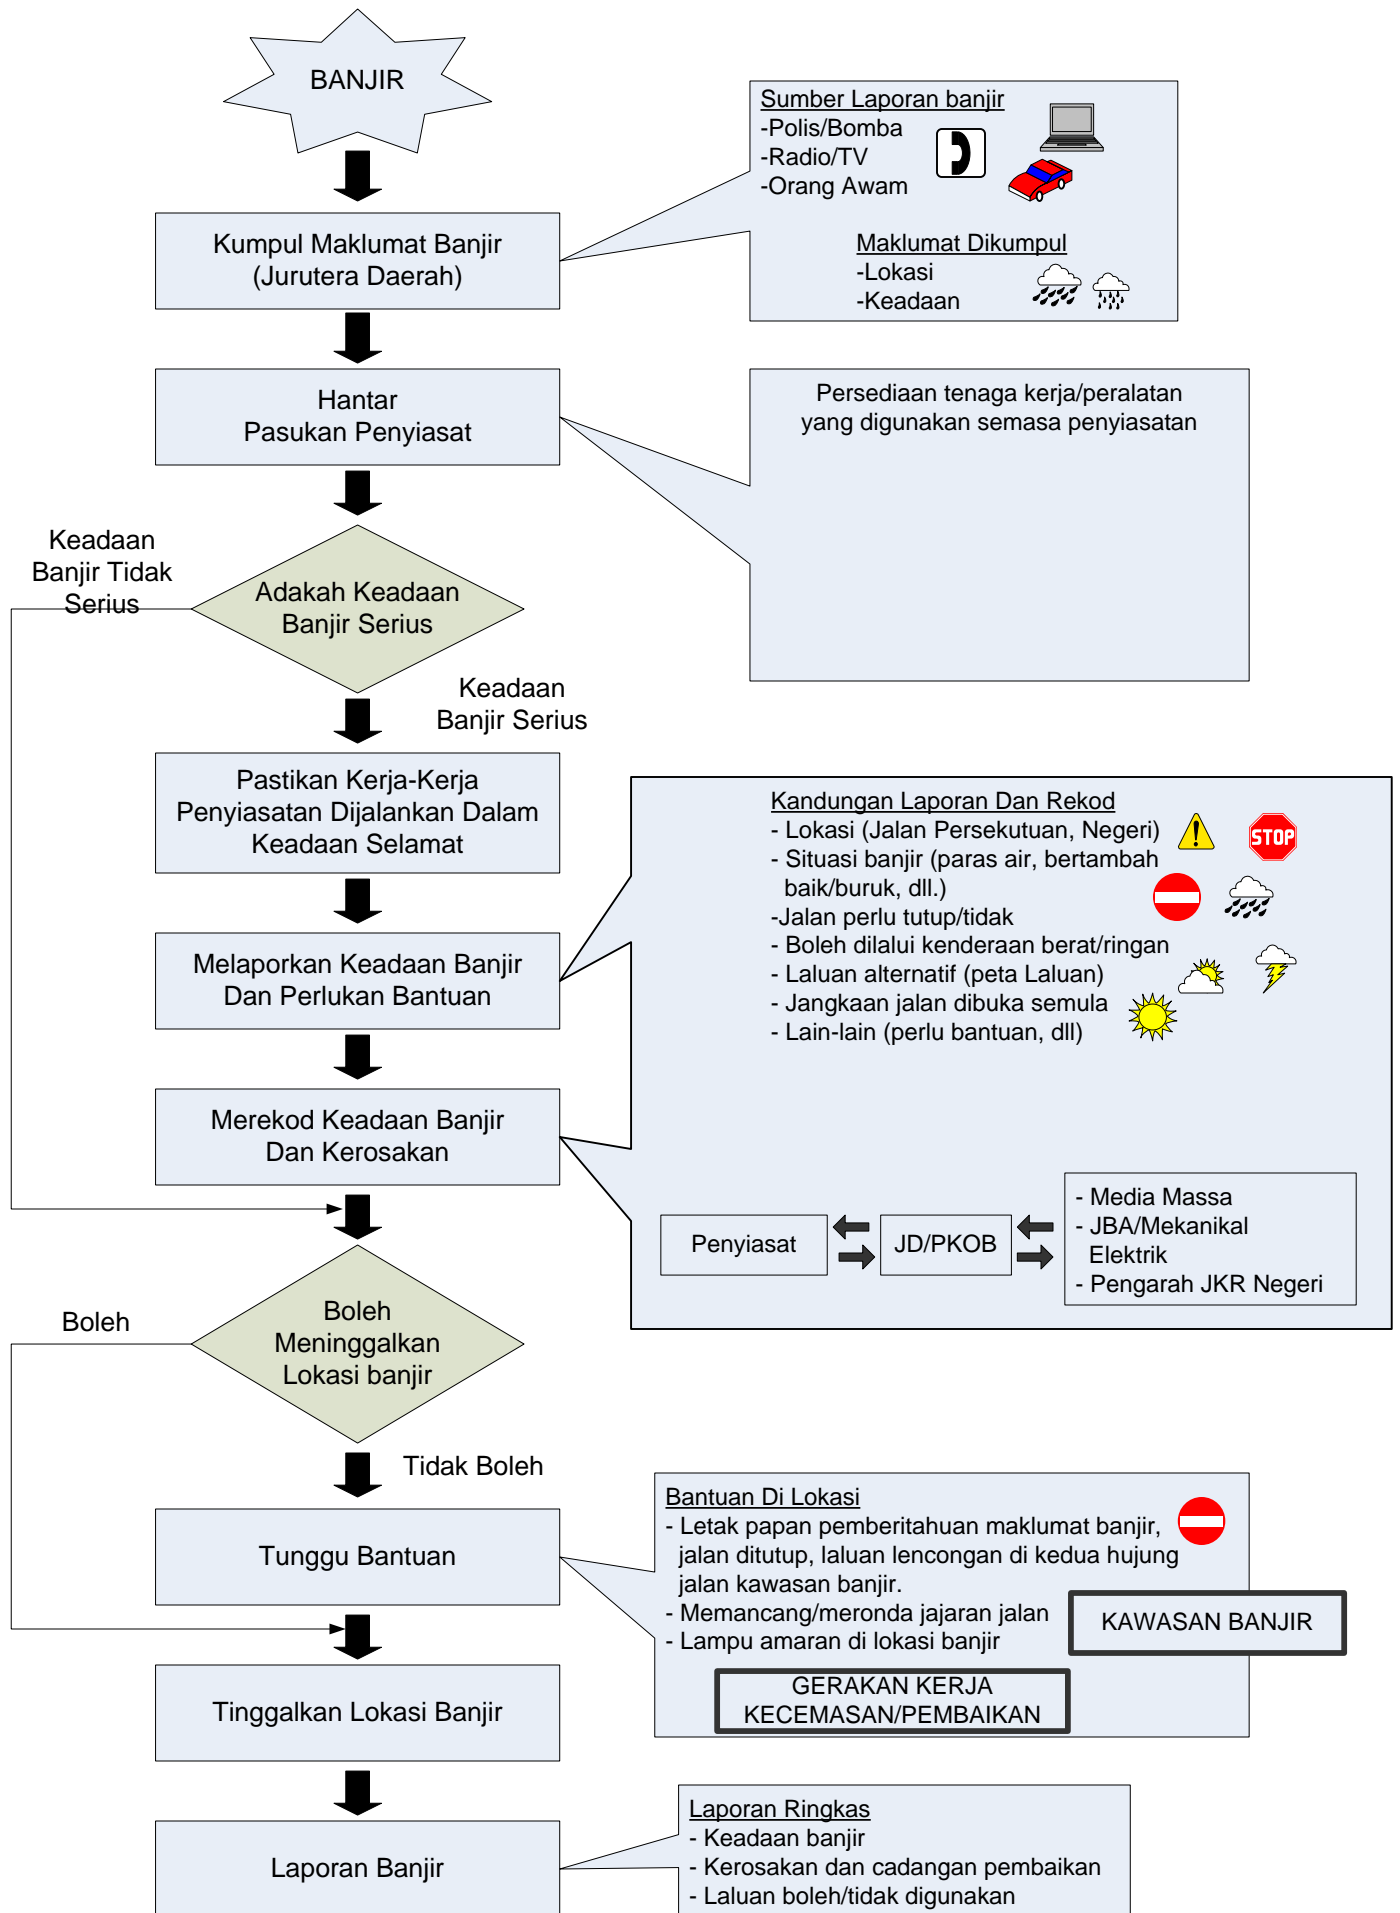 BANJIR
Sumber Laporan banjir
-Polis/Bomba
-Radio/TV
-Orang Awam
Maklumat Dikumpul
-Lokasi
-Keadaan
Kumpul Maklumat Banjir
(Jurutera Daerah)
Hantar
Pasukan Penyiasat
Persediaan tenaga kerja/peralatan
yang digunakan semasa penyiasatan
Keadaan
Banjir Tidak
Serius
Adakah Keadaan
Banjir Serius
Keadaan
Banjir Serius
Pastikan Kerja-Kerja
Penyiasatan Dijalankan Dalam
Keadaan Selamat
Kandungan Laporan Dan Rekod
- Lokasi (Jalan Persekutuan, Negeri)
- Situasi banjir (paras air, bertambah
baik/buruk, dll.)
-Jalan perlu tutup/tidak
- Boleh dilalui kenderaan berat/ringan
- Laluan alternatif (peta Laluan)
- Jangkaan jalan dibuka semula
- Lain-lain (perlu bantuan, dll)
STOP
Melaporkan Keadaan Banjir
Dan Perlukan Bantuan
Merekod Keadaan Banjir
Dan Kerosakan
Penyiasat
JD/PKOB
- Media Massa
- JBA/Mekanikal
Elektrik
- Pengarah JKR Negeri
Boleh
Boleh
Meninggalkan
Lokasi banjir
Tidak Boleh
Tunggu Bantuan
Bantuan Di Lokasi
- Letak papan pemberitahuan maklumat banjir,
jalan ditutup, laluan lencongan di kedua hujung
jalan kawasan banjir.
- Memancang/meronda jajaran jalan
- Lampu amaran di lokasi banjir
KAWASAN BANJIR
GERAKAN KERJA
KECEMASAN/PEMBAIKAN
Tinggalkan Lokasi Banjir
Laporan Banjir
Laporan Ringkas
- Keadaan banjir
- Kerosakan dan cadangan pembaikan
- Laluan boleh/tidak digunakan